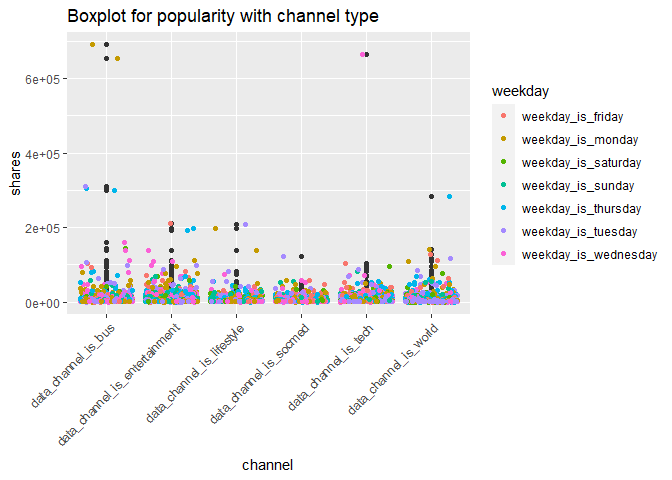 Boxplot for popularity with channel type
6e+05
4e+05
2e+05
0e+00
shares
data_channel_is_bus
data_channel_is_entertainment
data_channel_is_lifestyle
data_channel_is_socmed
data_channel_is_tech
data_channel_is_world
channel
weekday
weekday_is_friday
weekday_is_monday
weekday_is_saturday
weekday_is_sunday
weekday_is_thursday
weekday_is_tuesday
weekday_is_wednesday